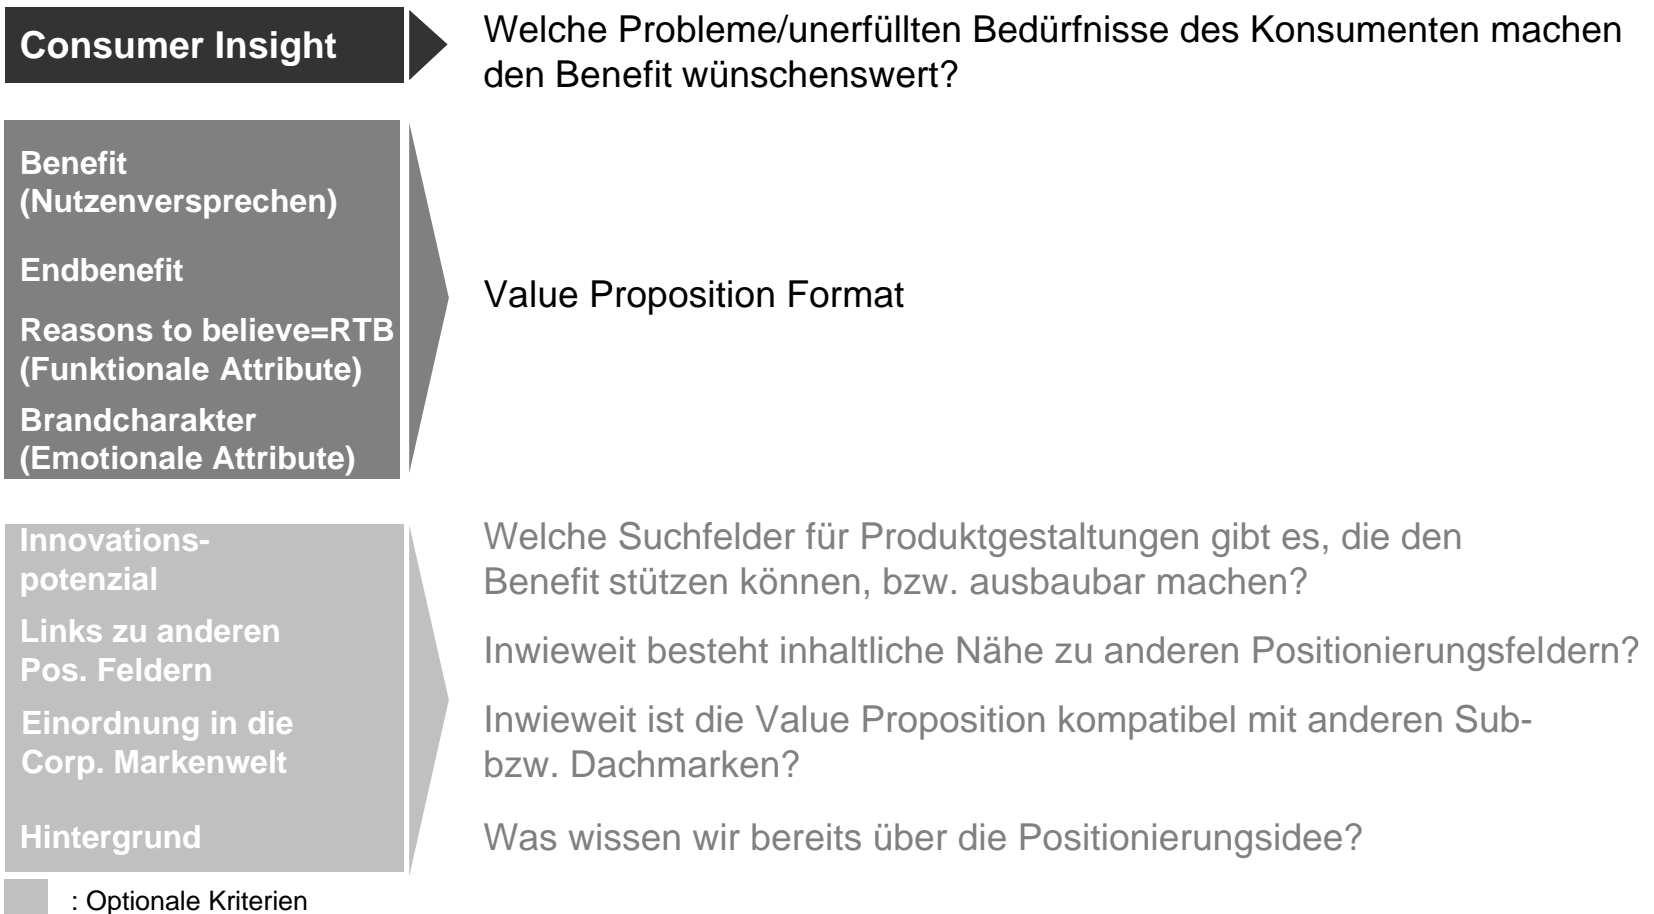 Consumer Insight
Welche Probleme/unerfüllten Bedürfnisse des Konsumenten machen
den Benefit wünschenswert?
Benefit
(Nutzenversprechen)
Endbenefit
Reasons to believe=RTB
(Funktionale Attribute)
Brandcharakter
(Emotionale Attribute)
Value Proposition Format
Innovations-
potenzial
Welche Suchfelder für Produktgestaltungen gibt es, die den
Benefit stützen können, bzw. ausbaubar machen?
Links zu anderen
Pos. Feldern
Inwieweit besteht inhaltliche Nähe zu anderen Positionierungsfeldern?
Einordnung in die
Corp. Markenwelt
Inwieweit ist die Value Proposition kompatibel mit anderen Sub-
bzw. Dachmarken?
Hintergrund
Was wissen wir bereits über die Positionierungsidee?
: Optionale Kriterien